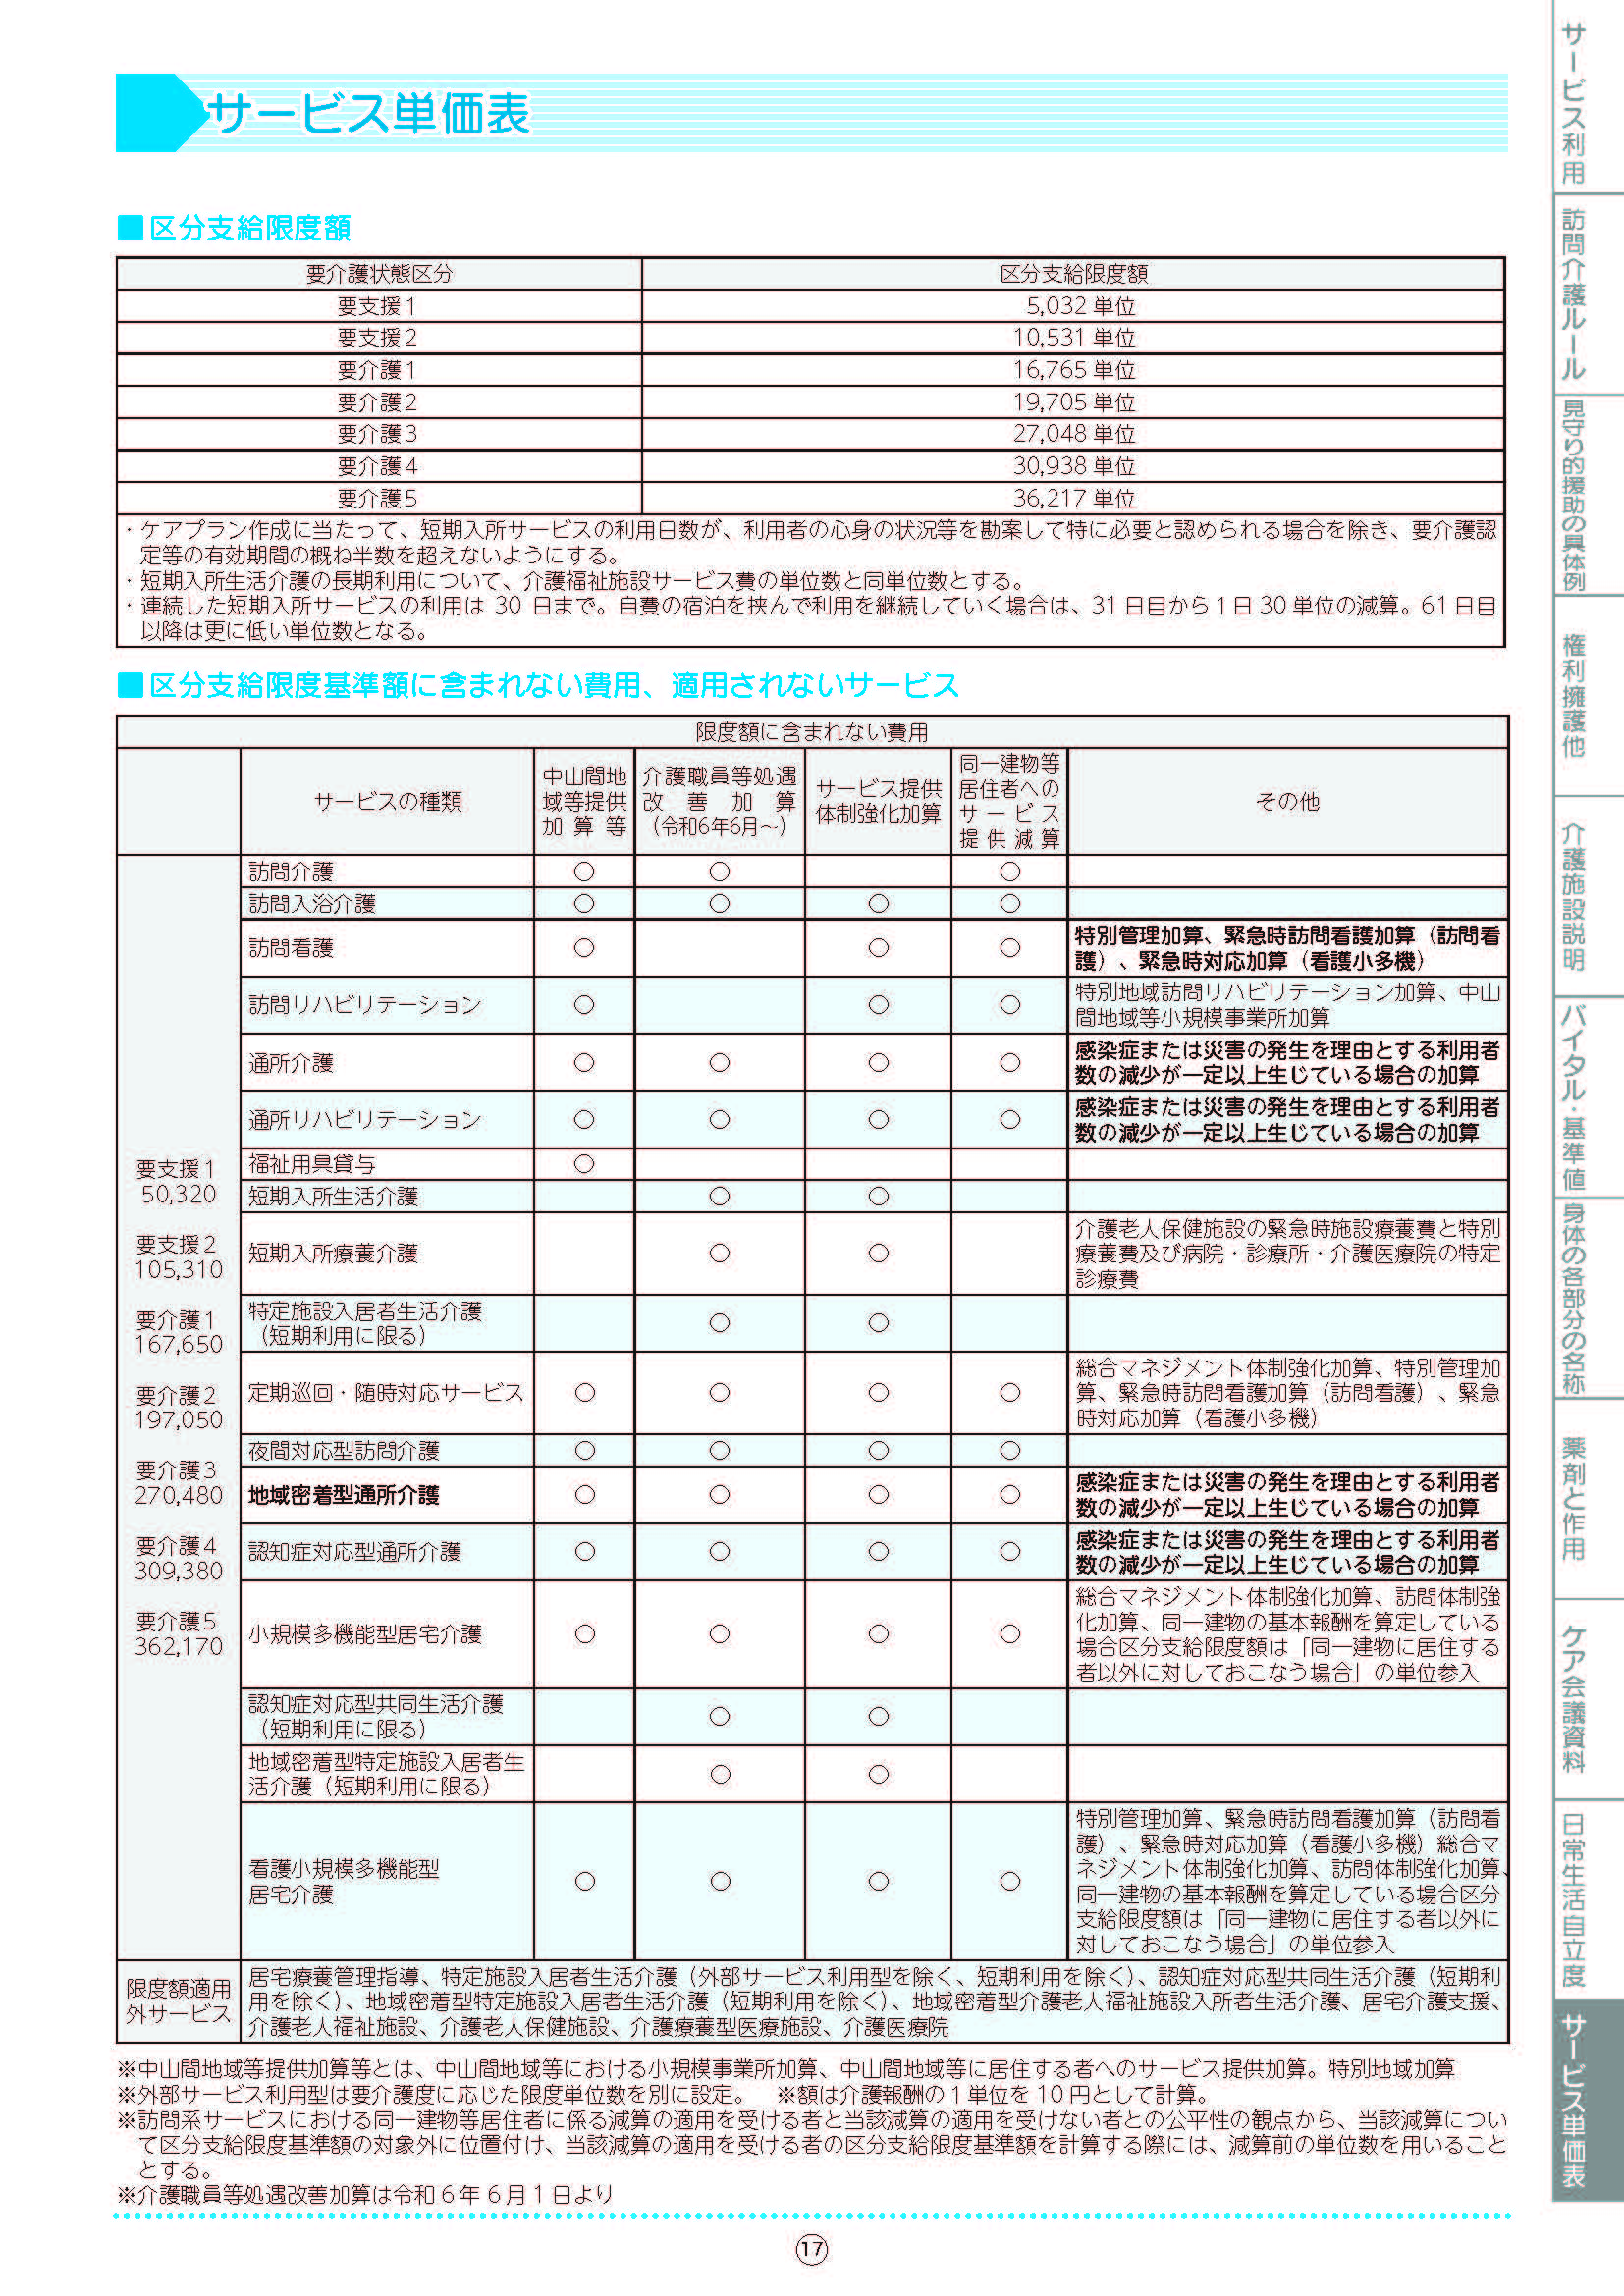 サービス単価表
■区分支給限度額
要介護状態区分 区分支給限度額
要支援1 5,032 単位
要支援2 10,531 単位
要介護1 16,765 単位
要介護2 19,705 単位
要介護3 27,048 単位
要介護4 30,938 単位
要介護5 36,217 単位
・ケアプラン作成に当たって、短期入所サービスの利用日数が、利用者の心身の状況等を勘案して特に必要と認められる場合を除き、要介護認
定等の有効期間の概ね半数を超えないようにする。
・短期入所生活介護の長期利用について、介護福祉施設サービス費の単位数と同単位数とする。
・連続した短期入所サービスの利用は 30 日まで。自費の宿泊を挟んで利用を継続していく場合は、31 日目から1日 30 単位の減算。61 日目
以降は更に低い単位数となる。
■区分支給限度基準額に含まれない費用、適用されないサービス
限度額に含まれない費用
サービスの種類
中山間地
域等提供
加算等
介護職員等処遇
改善加算
(令和6年6月～)
サービス提供
体制強化加算
同一建物等
居住者への
サービス
提供減算
その他
要支援1
50,320
要支援2
105,310
要介護1
167,650
要介護2
197,050
要介護3
270,480
要介護4
309,380
要介護5
362,170
訪問介護 ○ ○ ○
訪問入浴介護 ○ ○ ○ ○
訪問看護 ○ ○ ○
特別管理加算、緊急時訪問看護加算（訪問看
護）、緊急時対応加算（看護小多機）
訪問リハビリテーション ○ ○ ○
特別地域訪問リハビリテーション加算、中山
間地域等小規模事業所加算
通所介護 ○ ○ ○ ○
感染症または災害の発生を理由とする利用者
数の減少が一定以上生じている場合の加算
通所リハビリテーション ○ ○ ○ ○
感染症または災害の発生を理由とする利用者
数の減少が一定以上生じている場合の加算
福祉用具貸与 ○
短期入所生活介護 ○ ○
短期入所療養介護 ○ ○
介護老人保健施設の緊急時施設療養費と特別
療養費及び病院・診療所・介護医療院の特定
診療費
特定施設入居者生活介護
（短期利用に限る） ○ ○
定期巡回・随時対応サービス ○ ○ ○ ○
総合マネジメント体制強化加算、特別管理加
算、緊急時訪問看護加算（訪問看護）、緊急
時対応加算（看護小多機）
夜間対応型訪問介護 ○ ○ ○ ○
地域密着型通所介護 ○ ○ ○ ○
感染症または災害の発生を理由とする利用者
数の減少が一定以上生じている場合の加算
認知症対応型通所介護 ○ ○ ○ ○
感染症または災害の発生を理由とする利用者
数の減少が一定以上生じている場合の加算
小規模多機能型居宅介護 ○ ○ ○ ○
総合マネジメント体制強化加算、訪問体制強
化加算、同一建物の基本報酬を算定している
場合区分支給限度額は「同一建物に居住する
者以外に対しておこなう場合」の単位参入
認知症対応型共同生活介護
（短期利用に限る） ○ ○
地域密着型特定施設入居者生
活介護（短期利用に限る） ○ ○
看護小規模多機能型
居宅介護 ○ ○ ○ ○
特別管理加算、緊急時訪問看護加算（訪問看
護）、緊急時対応加算（看護小多機）総合マ
ネジメント体制強化加算、訪問体制強化加算、
同一建物の基本報酬を算定している場合区分
支給限度額は「同一建物に居住する者以外に
対しておこなう場合」の単位参入
限度額適用
外サービス
居宅療養管理指導、特定施設入居者生活介護（外部サービス利用型を除く、短期利用を除く）、認知症対応型共同生活介護（短期利
用を除く）、地域密着型特定施設入居者生活介護（短期利用を除く）、地域密着型介護老人福祉施設入所者生活介護、居宅介護支援、
介護老人福祉施設、介護老人保健施設、介護療養型医療施設、介護医療院
※中山間地域等提供加算等とは、中山間地域等における小規模事業所加算、中山間地域等に居住する者へのサービス提供加算。特別地域加算
※外部サービス利用型は要介護度に応じた限度単位数を別に設定。 ※額は介護報酬の1単位を 10 円として計算。
※訪問系サービスにおける同一建物等居住者に係る減算の適用を受ける者と当該減算の適用を受けない者との公平性の観点から、当該減算につい
て区分支給限度基準額の対象外に位置付け、当該減算の適用を受ける者の区分支給限度基準額を計算する際には、減算前の単位数を用いること
とする。
※介護職員等処遇改善加算は令和6年 6月1日より
17
サービス利用
訪問介護ルール
見守り的援助の具体例
権利擁護他
介護施設説明
バイタル・基準値
身体の各部分の名称
薬剤と作用
ケア会議資料
日常生活自立度
サービス単価表